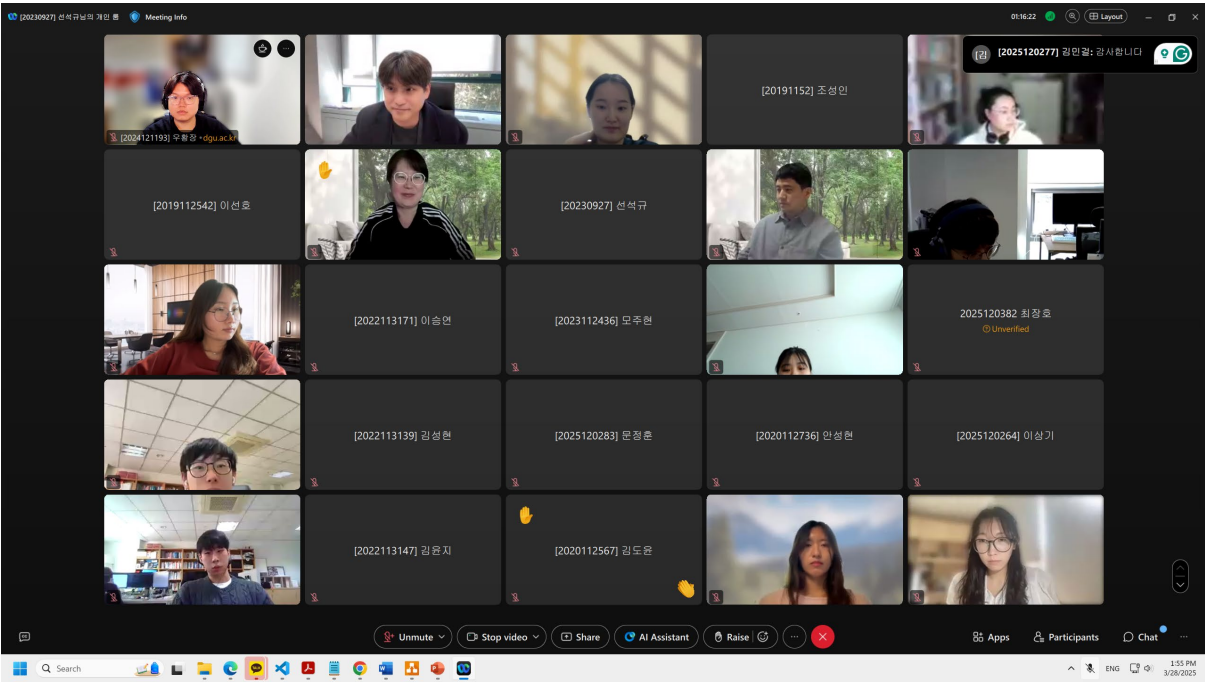 [20230927] 선석규님의 개인 룸
Meeting Info
01:16:22
Layout
[김
[2025120277] 김민걸: 감사합니다
[2024121193] 우황장 • dgu.ac.kr
[20191152] 조성인
[2019112542] 이선호
[20230927] 선석규
[2022113171] 이승연
[2023112436] 모주현
2025120382 최장호
Unverified
[2022113139] 김성현
[2025120283] 문정훈
[2020112736] 안성현
[2025120264] 이상기
[2022113147] 김윤지
[2020112567] 김도윤
Unmute
Stop video
Share
AI Assistant
Raise
Apps
Participants
Chat
Search
ENG
1:55 PM
3/28/2025